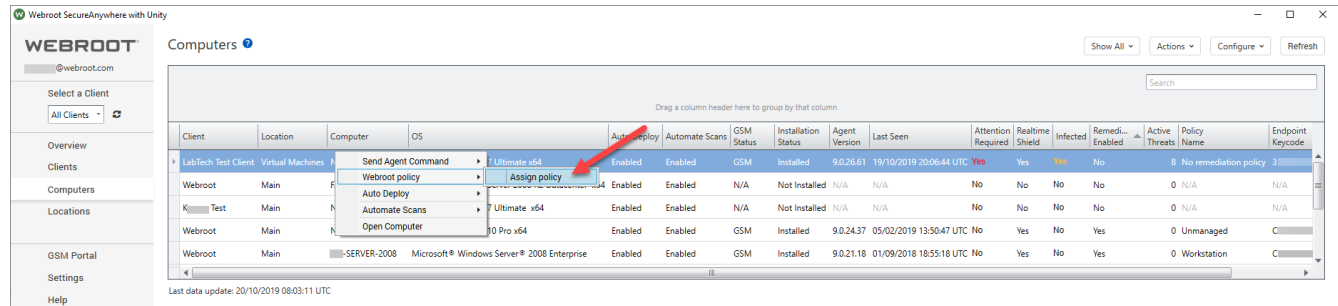 Webroot SecureAnywhere with Unity
WEBROOT
@webroot.com
Select a Client
All Clients
Overview
Clients
Computers
Locations
GSM Portal
Settings
Help
Computers
Show All
Actions
Configure
Refresh
Search
Drag a column header here to group by that column
Client Location Computer OS Auto Deploy Automate Scans GSM Status Installation Status Agent Version Last Seen Attention Required Realtime Shield Infected Remedi... Enabled Active Threats Policy Name Endpoint Keycode
LabTech Test Client Virtual Machines N 7 Ultimate x64 Enabled Enabled GSM Installed 9.0.26.61 19/10/2019 20:06:44 UTC Yes Yes Yes No 8 No remediation policy 3
Webroot Main x64 Enabled Enabled N/A Not Installed N/A N/A No No No No 0 N/A N/A
K Test Main N 7 Ultimate x64 Enabled Enabled N/A Not Installed N/A N/A No No No No 0 N/A N/A
Webroot Main N 10 Pro x64 Enabled Enabled GSM Installed 9.0.24.37 05/02/2019 13:50:47 UTC No Yes No Yes 0 Unmanaged C
Webroot Main -SERVER-2008 Microsoft® Windows Server® 2008 Enterprise Enabled Enabled GSM Installed 9.0.21.18 01/09/2018 18:55:18 UTC No Yes No Yes 0 Workstation C
Send Agent Command
Webroot policy
Assign policy
Auto Deploy
Automate Scans
Open Computer
Last data update: 20/10/2019 08:03:11 UTC